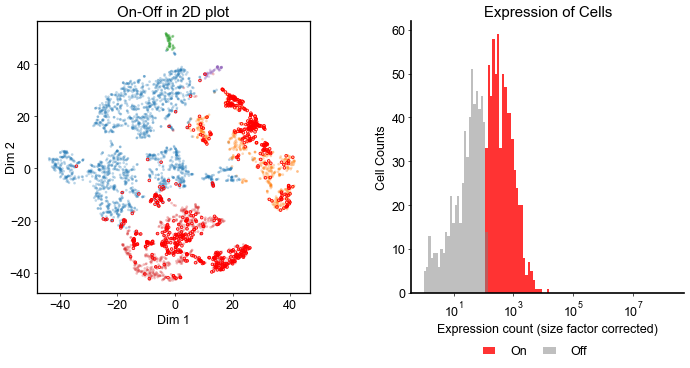 On-Off in 2D plot
Dim 2
40
20
0
−20
−40
−40 −20 0 20 40
Dim 1
Expression of Cells
Cell Counts
60
50
40
30
20
10
0
10^1 10^3 10^5 10^7
Expression count (size factor corrected)
On Off